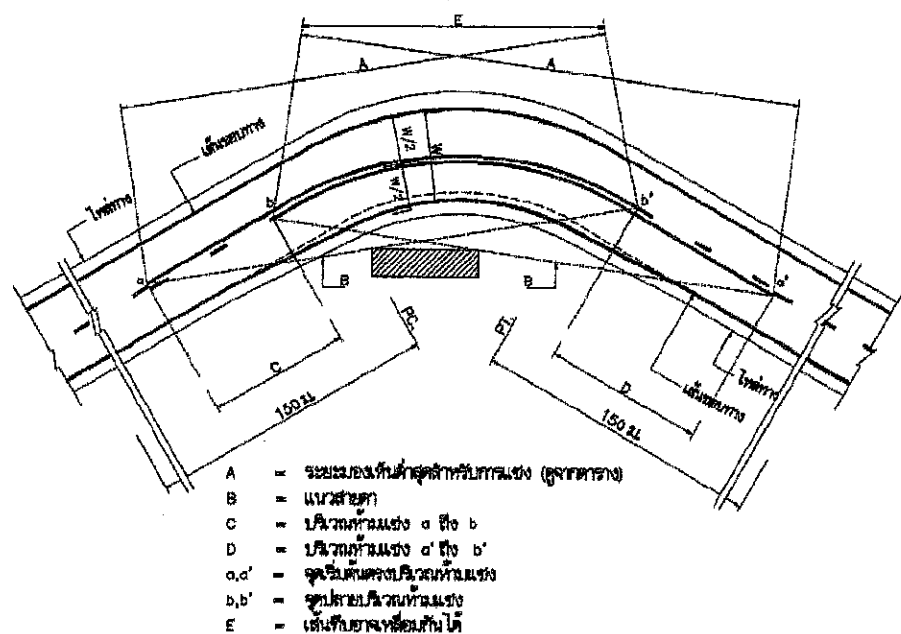 E
A
A
เส้นขอบทาง
W/2
W
ไหล่ทาง
b
b'
W/2
a
a'
B
B
PC.
PT.
C
ไหล่ทาง
D
เส้นขอบทาง
150 ม.
150 ม.
A = ระยะมองเห็นต่ำสุดสำหรับการแซง (ดูจากตาราง)
B = แนวสายตา
C = บริเวณห้ามแซง a ถึง b
D = บริเวณห้ามแซง a' ถึง b'
a,a' = จุดเริ่มต้นตรงบริเวณห้ามแซง
b,b' = จุดปลายบริเวณห้ามแซง
E = เส้นทึบอาจเหลื่อมกันได้